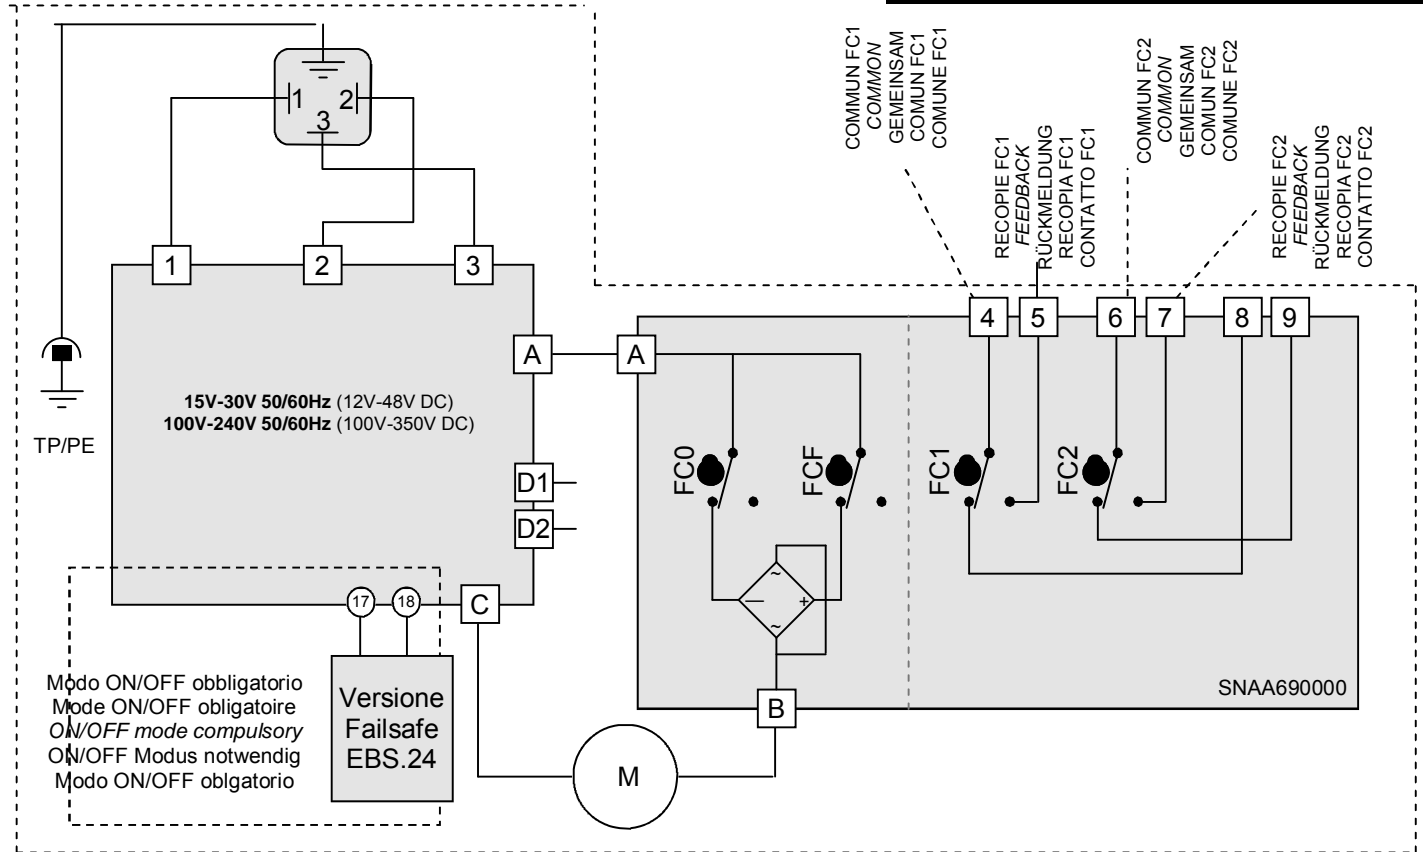 COMMUN FC1
COMMON
GEMEINSAM
COMUN FC1
COMUNE FC1
RECOPIE FC1
FEEDBACK
RÜCKMELDUNG
RECOPIA FC1
CONTATTO FC1
COMMUN FC2
COMMON
GEMEINSAM
COMUN FC2
COMUNE FC2
RECOPIE FC2
FEEDBACK
RÜCKMELDUNG
RECOPIA FC2
CONTATTO FC2
1 2
3
1 2 3
4 5 6 7 8 9
A A
15V-30V 50/60Hz (12V-48V DC)
100V-240V 50/60Hz (100V-350V DC)
TP/PE
FC0 FCF FC1 FC2
D1
D2
~
— +
~
17 18 C
Modo ON/OFF obbligatorio
Mode ON/OFF obligatoire
ON/OFF mode compulsory
ON/OFF Modus notwendig
Modo ON/OFF oblgatorio
Versione
Failsafe
EBS.24
SNAA690000
B
M